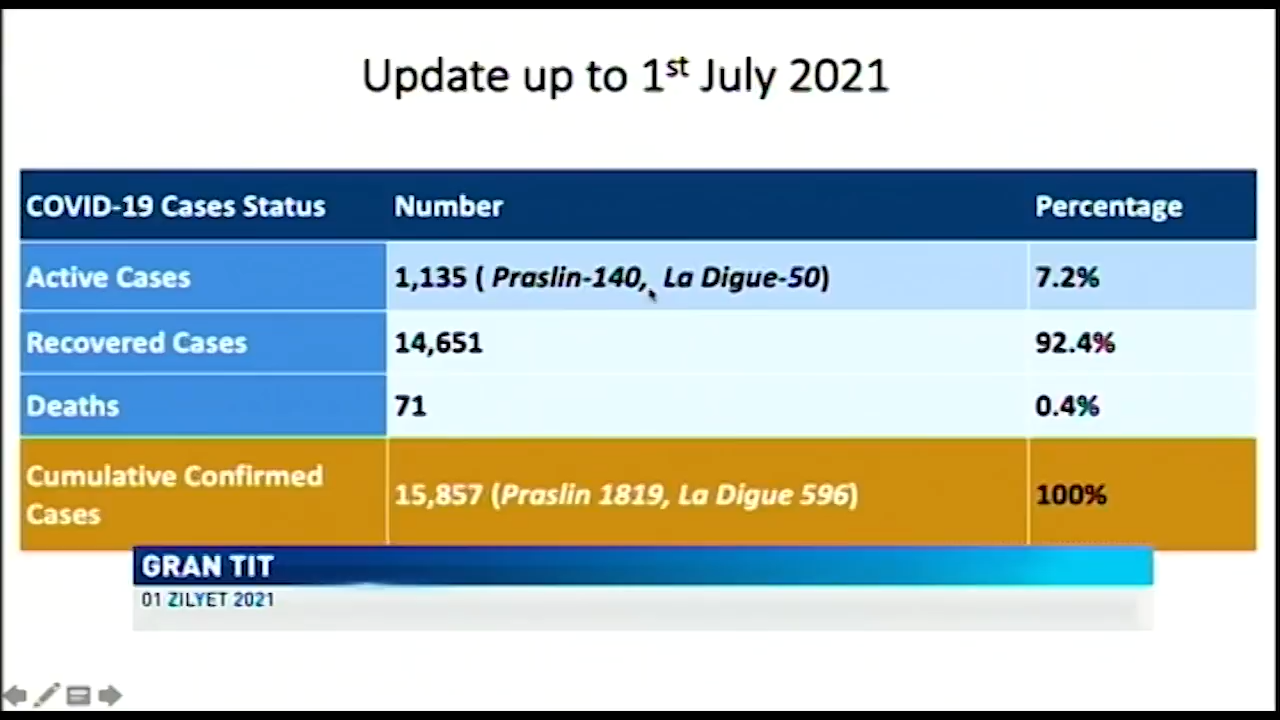 Update up to 1st July 2021
COVID-19 Cases Status Number Percentage
Active Cases 1,135 ( Praslin-140, La Digue-50) 7.2%
Recovered Cases 14,651 92.4%
Deaths 71 0.4%
Cumulative Confirmed
Cases 15,857 (Praslin 1819, La Digue 596) 100%
GRAN TIT
01 ZILYET 2021